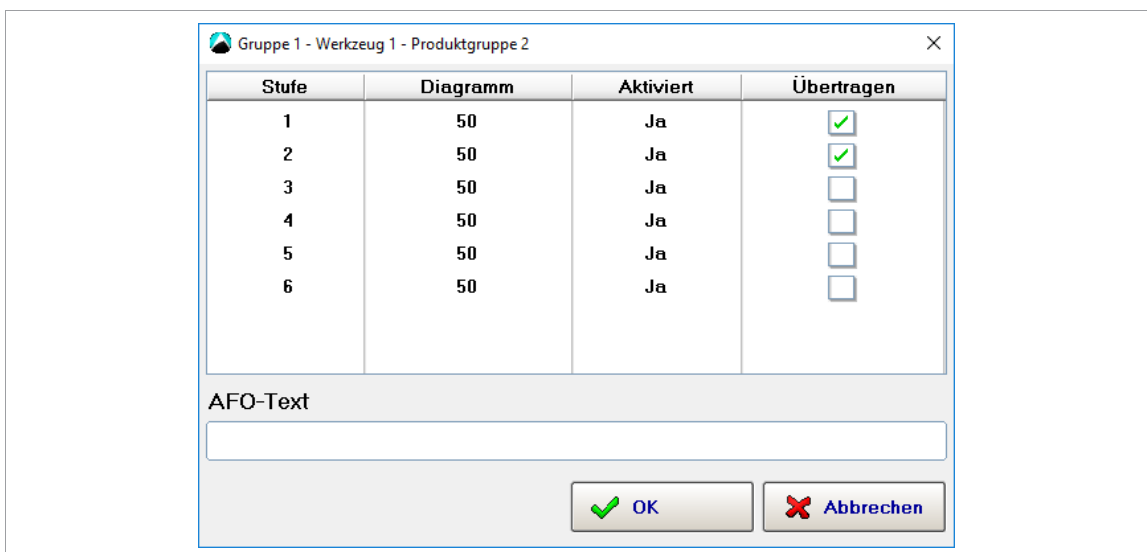 Gruppe 1 - Werkzeug 1 - Produktgruppe 2
Stufe Diagramm Aktiviert Übertragen
1 50 Ja
2 50 Ja
3 50 Ja
4 50 Ja
5 50 Ja
6 50 Ja
AFO-Text
OK Abbrechen